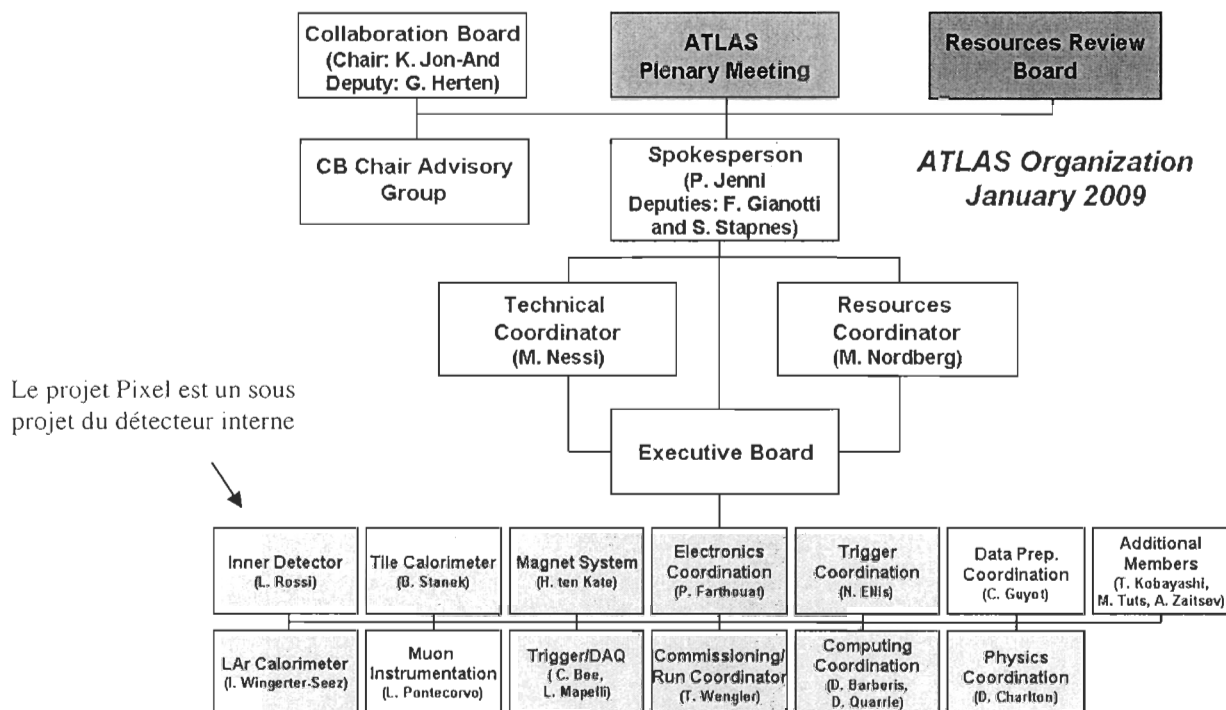 Collaboration Board
(Chair: K. Jon-And
Deputy: G. Herten)
ATLAS
Plenary Meeting
Resources Review
Board
CB Chair Advisory
Group
Spokesperson
(P. Jenni
Deputies: F. Gianotti
and S. Stapnes)
ATLAS Organization
January 2009
Technical
Coordinator
(M. Nessi)
Resources
Coordinator
(M. Nordberg)
Le projet Pixel est un sous
projet du détecteur interne
Executive Board
Inner Detector
(L. Rossi)
Tile Calorimeter
(B. Stanek)
Magnet System
(H. ten Kate)
Electronics
Coordination
(P. Farthouat)
Trigger
Coordination
(N. Ellis)
Data Prep.
Coordination
(C. Guyot)
Additional
Members
(T. Kobayashi,
M. Tuts, A. Zaitsev)
LAr Calorimeter
(I. Wingerter-Seez)
Muon
Instrumentation
(L. Pontecorvo)
Trigger/DAQ
( C. Bee,
L. Mapelli)
Commissioning/
Run Coordinator
(T. Wengler)
Computing
Coordination
(D. Barberis,
D. Quarrie)
Physics
Coordination
(D. Charlton)